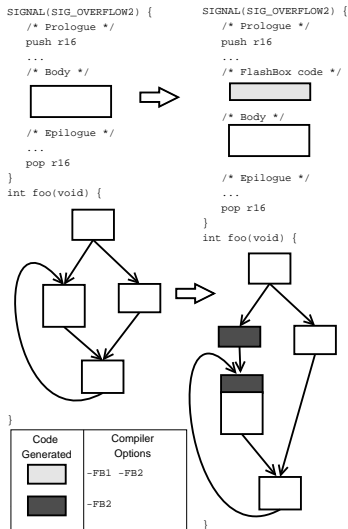 SIGNAL(SIG_OVERFLOW2) {
/* Prologue */
push r16
...
/* Body */
/* Epilogue */
...
pop r16
}
int foo(void) {
}
SIGNAL(SIG_OVERFLOW2) {
/* Prologue */
push r16
...
/* FlashBox code */
/* Body */
/* Epilogue */
...
pop r16
}
int foo(void) {
}
Code Generated
Compiler Options
-FB1 -FB2
-FB2